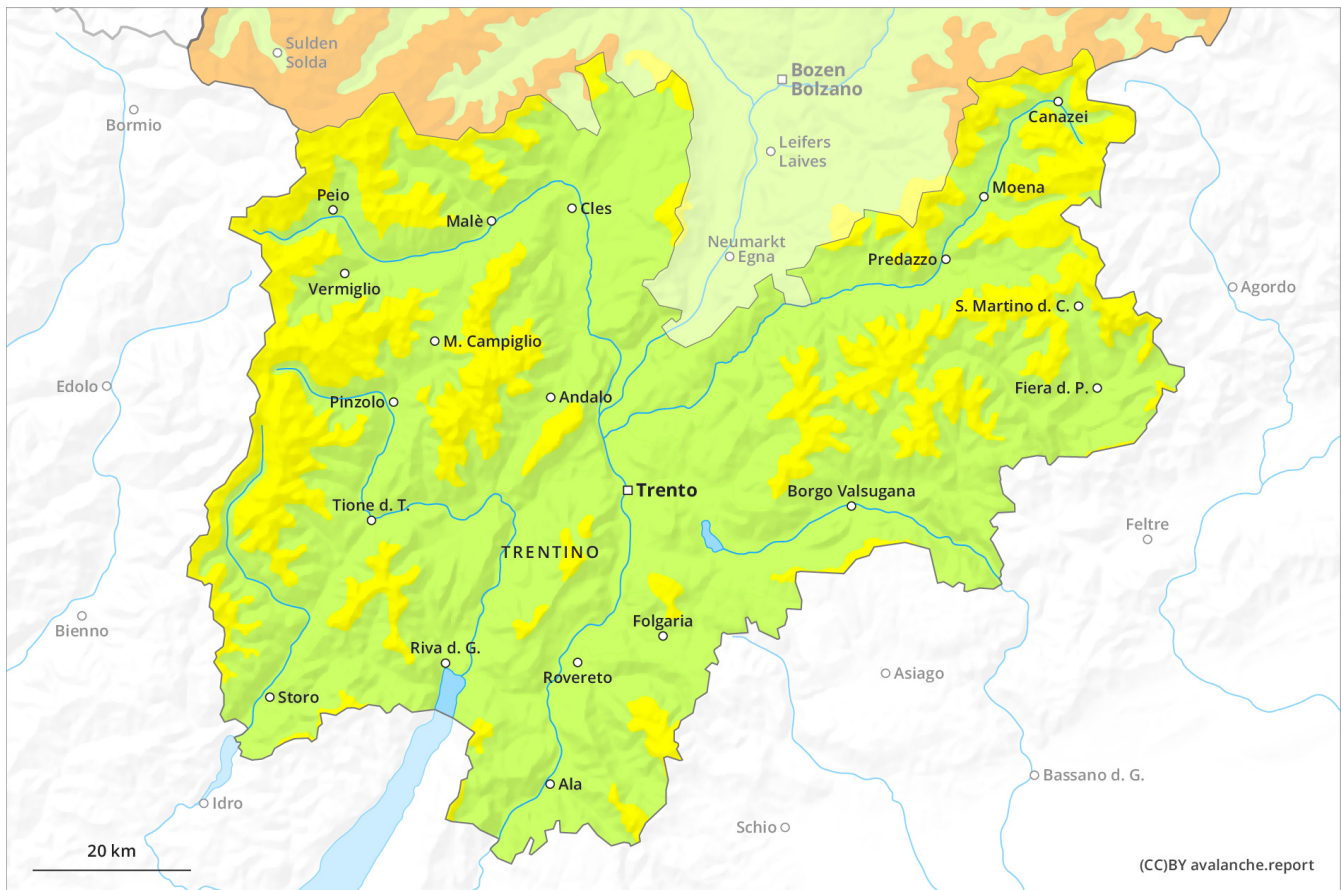 Sulden
Solda
Bozen
Bolzano
Bormio
Canazei
Leifers
Laives
Peio
Moena
Malè
Cles
Neumarkt
Egna
Predazzo
Vermiglio
Agordo
S. Martino d. C.
M. Campiglio
Edolo
Pinzolo
Andalo
Fiera d. P.
Trento
Borgo Valsugana
Tione d. T.
Feltre
TRENTINO
Bienno
Folgaria
Riva d. G.
Rovereto
Asiago
Storo
Bassano d. G.
Ala
Idro
Schio
20 km
(CC)BY avalanche.report